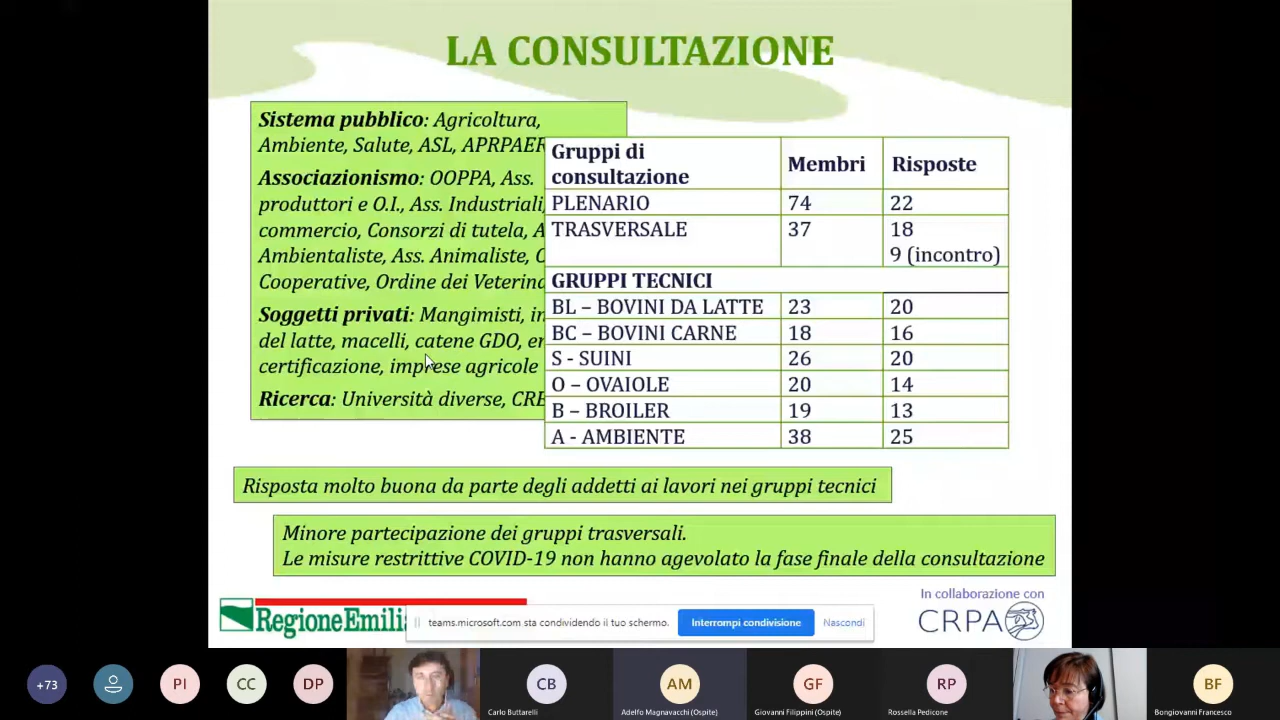 LA CONSULTAZIONE
Sistema pubblico: Agricoltura,
Ambiente, Salute, ASL, APRPAER
Associazionismo: OOPPA, Ass.
produttori e O.I., Ass. Industriali,
commercio, Consorzi di tutela, A
Ambientaliste, Ass. Animaliste,
Cooperative, Ordine dei Veterina
Soggetti privati: Mangimisti, in
del latte, macelli, catene GDO, en
certificazione, imprese agricole
Ricerca: Università diverse, CRE
Gruppi di consultazione Membri Risposte
PLENARIO 74 22
TRASVERSALE 37 18
9 (incontro)
GRUPPI TECNICI
BL – BOVINI DA LATTE 23 20
BC – BOVINI CARNE 18 16
S - SUINI 26 20
O – OVAIOLE 20 14
B – BROILER 19 13
A - AMBIENTE 38 25
Risposta molto buona da parte degli addetti ai lavori nei gruppi tecnici
Minore partecipazione dei gruppi trasversali.
Le misure restrittive COVID-19 non hanno agevolato la fase finale della consultazione
RegioneEmili
teams.microsoft.com sta condividendo il tuo schermo. Interrompi condivisione Nascondi
In collaborazione con
CRPA
+73 PI CC DP CB AM GF RP BF
Carlo Buttarelli Adelfo Magnavacchi (Ospite) Giovanni Filippini (Ospite) Rossella Pedicone Bongiovanni Francesco